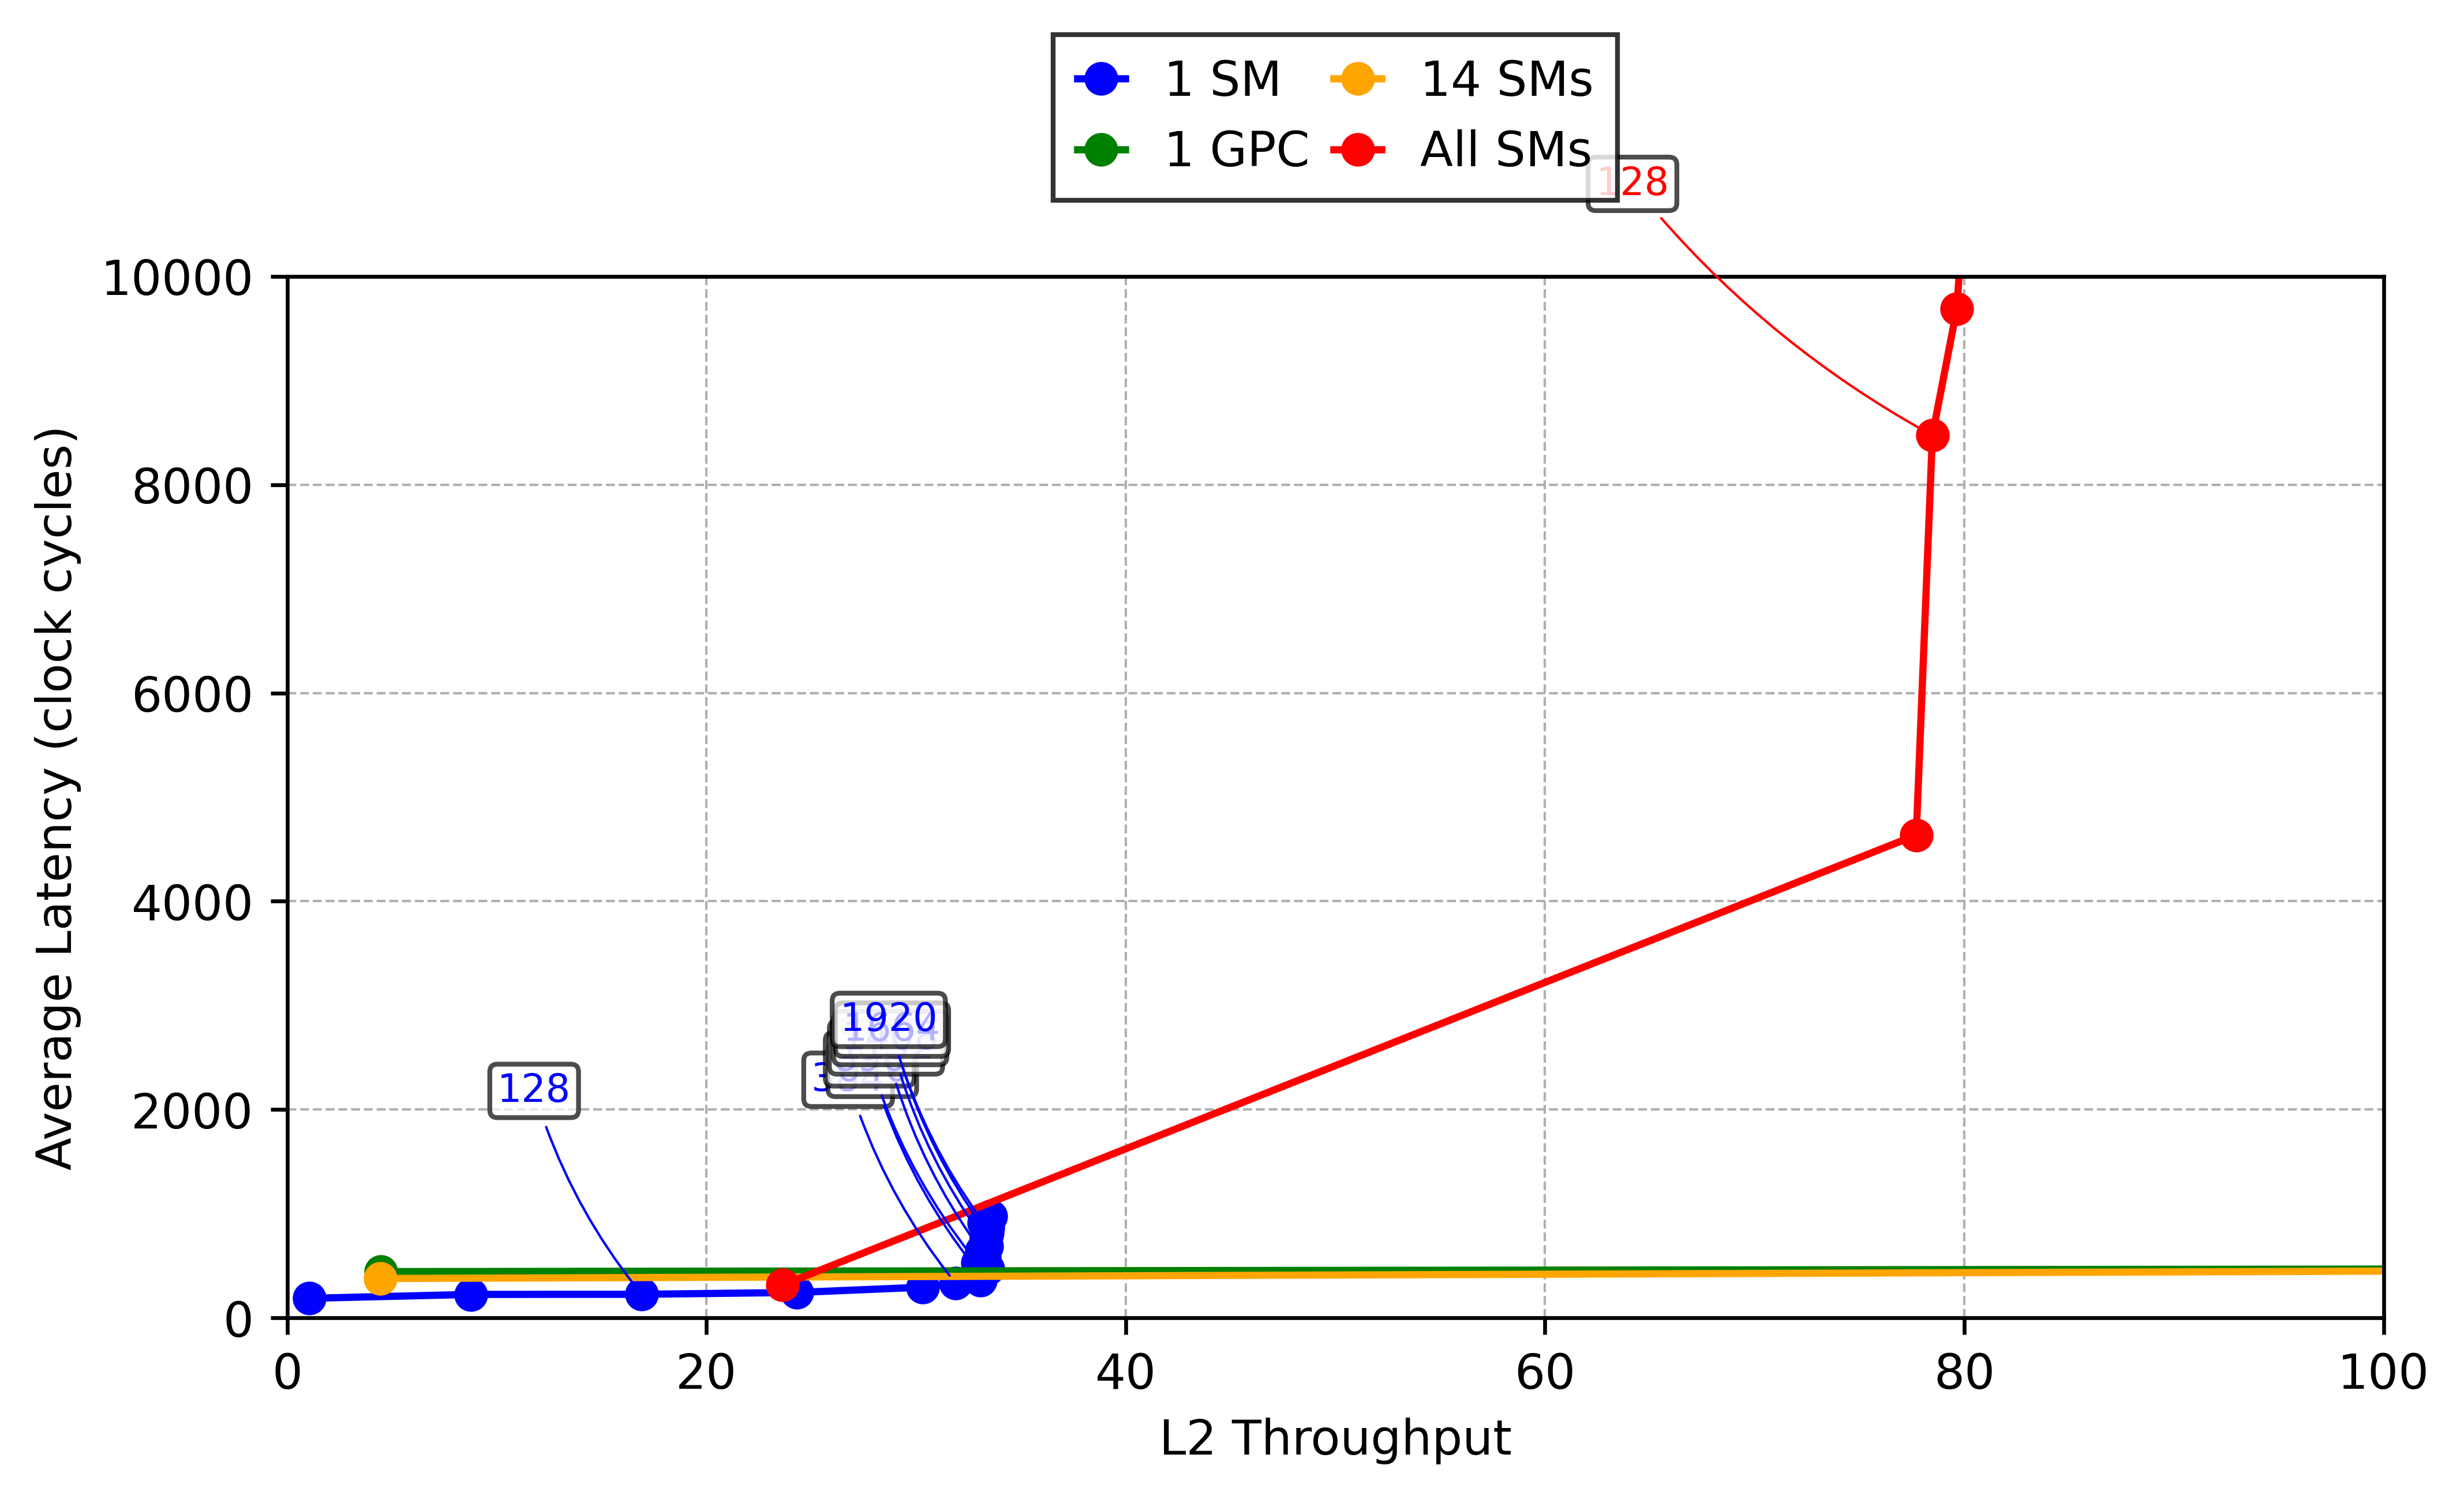 1 SM
14 SMs
1 GPC
All SMs
128
10000
8000
6000
4000
2000
0
Average Latency (clock cycles)
1920
128
0
20
40
60
80
100
L2 Throughput